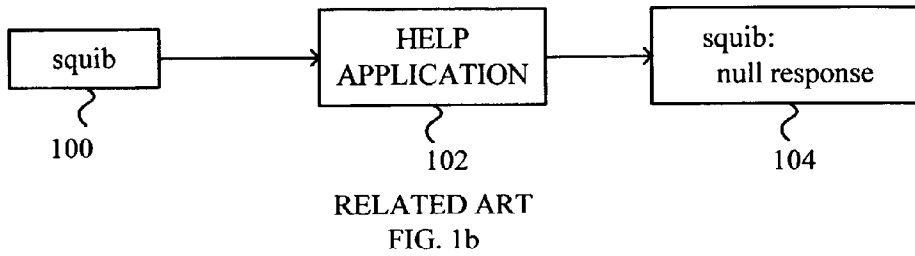 squib
HELP
APPLICATION
squib:
null response
100
102
104
RELATED ART
FIG. 1b